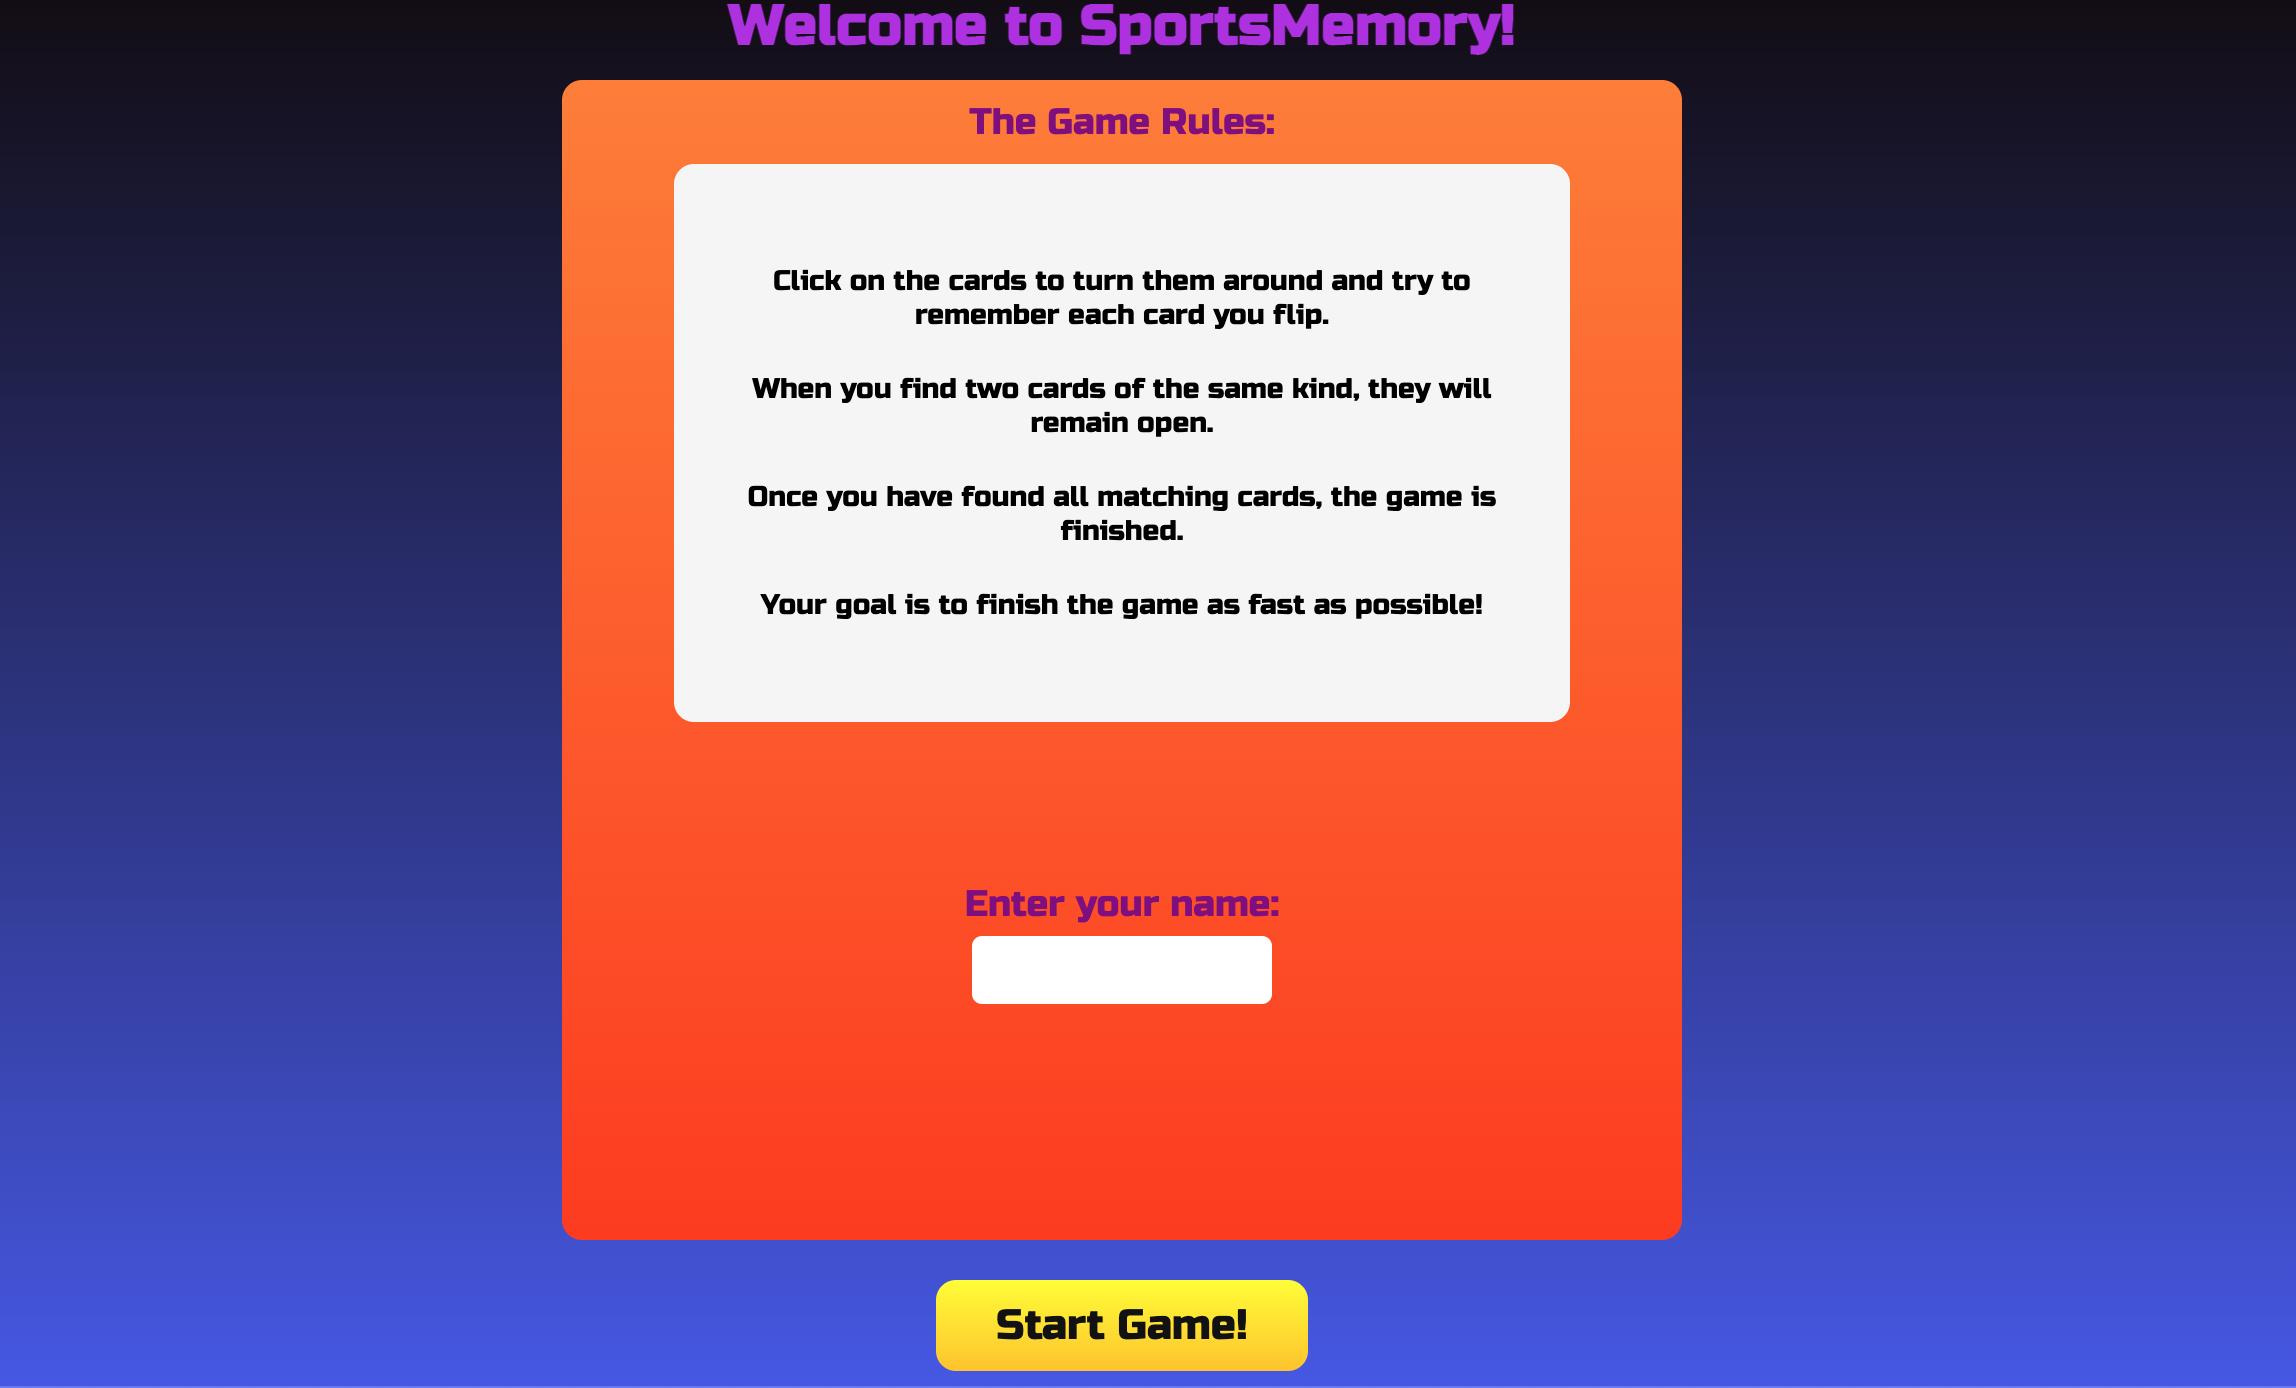 Welcome to SportsMemory!
The Game Rules:
Click on the cards to turn them around and try to
remember each card you flip.
When you find two cards of the same kind, they will
remain open.
Once you have found all matching cards, the game is
finished.
Your goal is to finish the game as fast as possible!
Enter your name:
Start Game!